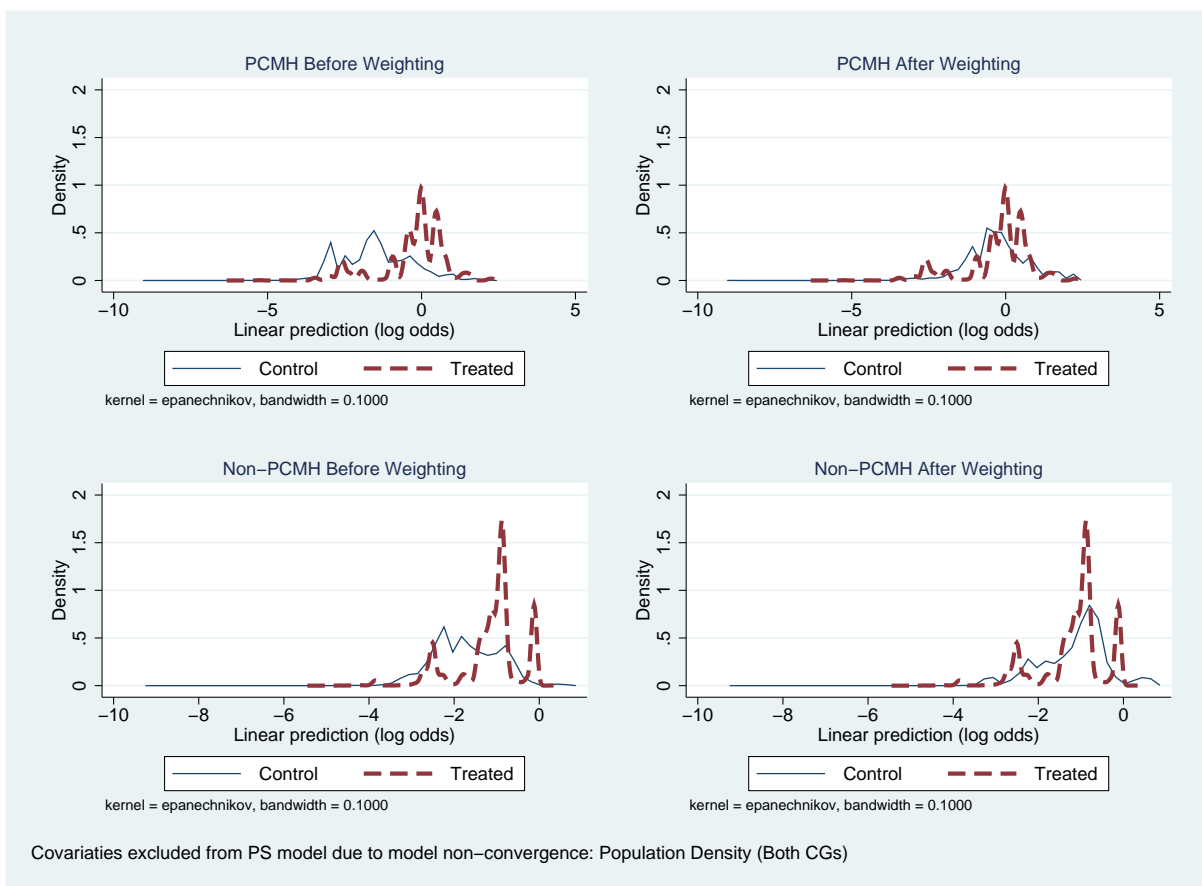 PCMH Before Weighting
2
1.5
1
.5
0
Density
−10 −5 0 5
Linear prediction (log odds)
Control Treated
kernel = epanechnikov, bandwidth = 0.1000
PCMH After Weighting
2
1.5
1
.5
0
Density
−10 −5 0 5
Linear prediction (log odds)
Control Treated
kernel = epanechnikov, bandwidth = 0.1000
Non−PCMH Before Weighting
2
1.5
1
.5
0
Density
−10 −8 −6 −4 −2 0
Linear prediction (log odds)
Control Treated
kernel = epanechnikov, bandwidth = 0.1000
Non−PCMH After Weighting
2
1.5
1
.5
0
Density
−10 −8 −6 −4 −2 0
Linear prediction (log odds)
Control Treated
kernel = epanechnikov, bandwidth = 0.1000
Covariaties excluded from PS model due to model non−convergence: Population Density (Both CGs)